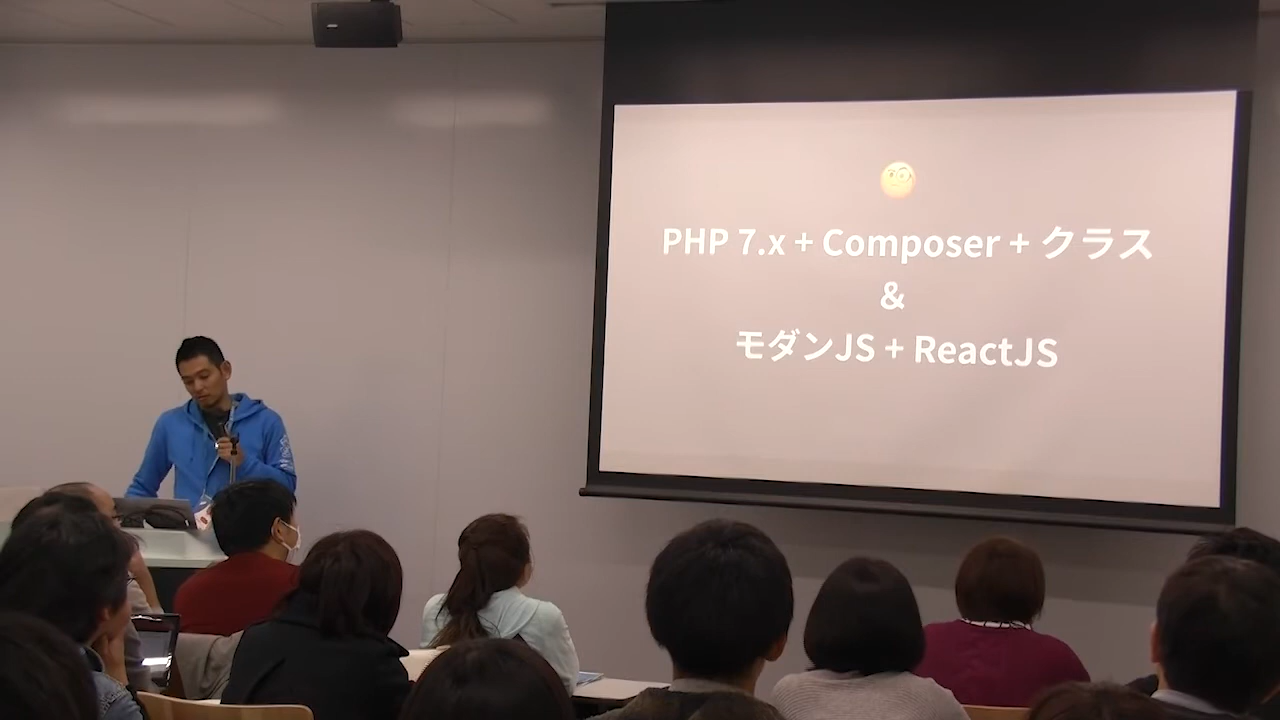 PHP 7.x + Composer + クラス
&
モダンJS + ReactJS